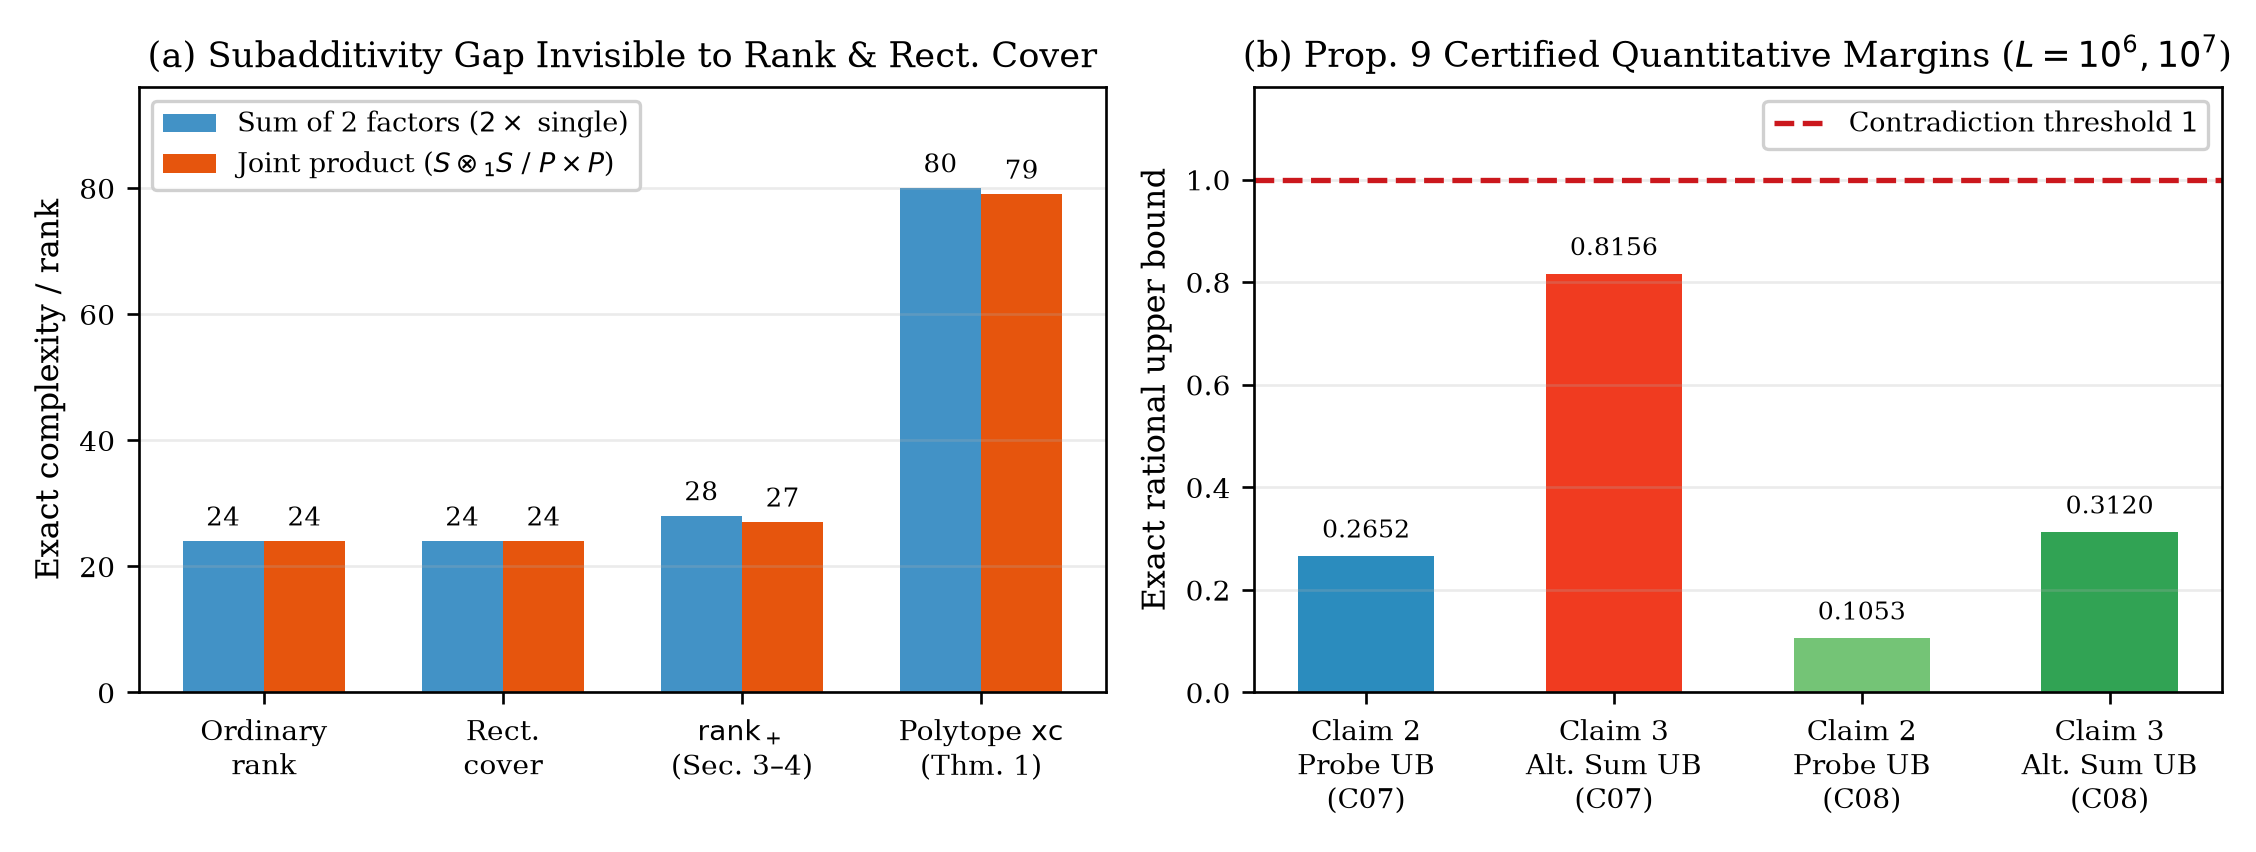 (a) Subadditivity Gap Invisible to Rank & Rect. Cover
Sum of 2 factors (2× single)
Joint product (S ⊗₁ S / P × P)
Exact complexity / rank
80
60
40
20
0
24
24
24
24
28
27
80
79
Ordinary
rank
Rect.
cover
rank₊
(Sec. 3–4)
Polytope xc
(Thm. 1)
(b) Prop. 9 Certified Quantitative Margins (L = 10⁶, 10⁷)
Contradiction threshold 1
Exact rational upper bound
1.0
0.8
0.6
0.4
0.2
0.0
0.2652
0.8156
0.1053
0.3120
Claim 2
Probe UB
(C07)
Claim 3
Alt. Sum UB
(C07)
Claim 2
Probe UB
(C08)
Claim 3
Alt. Sum UB
(C08)